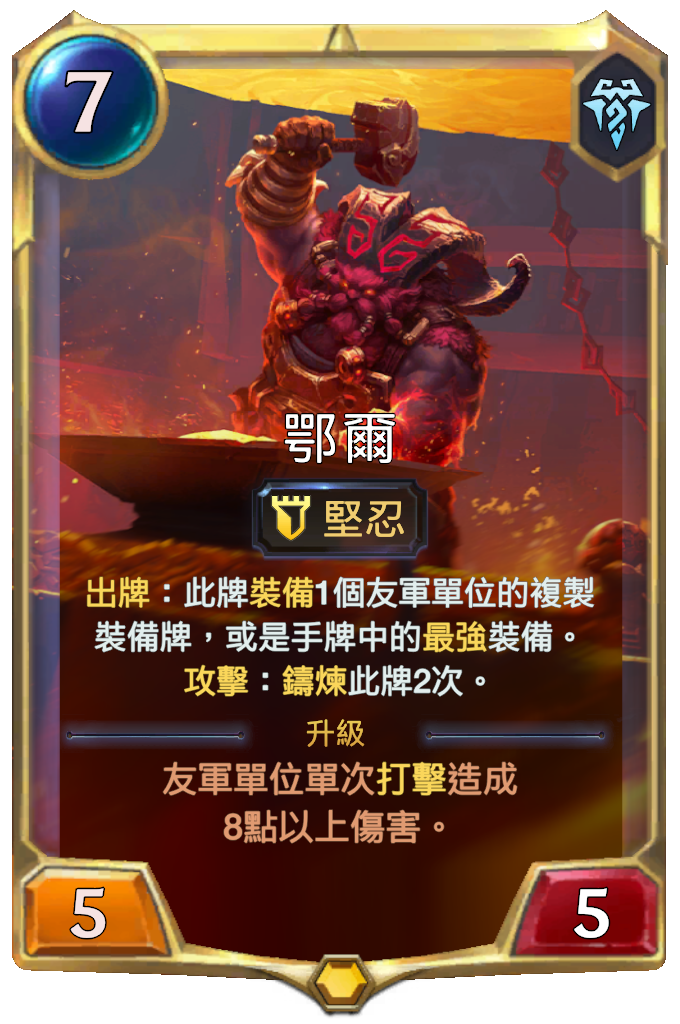 7
鄂爾
堅忍
出牌：此牌裝備1個友軍單位的複製
裝備牌，或是手牌中的最強裝備。
攻擊：鑄煉此牌2次。
升級
友軍單位單次打擊造成
8點以上傷害。
5
5